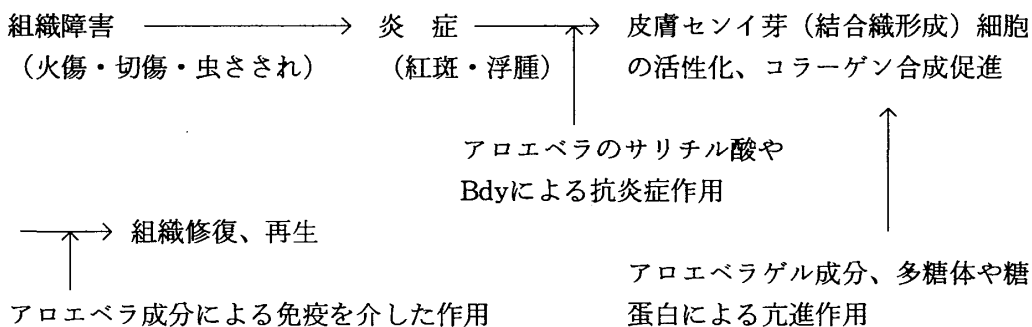 組織障害 → 炎 症 → 皮膚センイ芽（結合織形成）細胞
（火傷・切傷・虫さされ） （紅斑・浮腫） の活性化、コラーゲン合成促進
アロエベラのサリチル酸や
Bdyによる抗炎症作用
→ 組織修復、再生
アロエベラゲル成分、多糖体や糖
アロエベラ成分による免疫を介した作用 蛋白による亢進作用